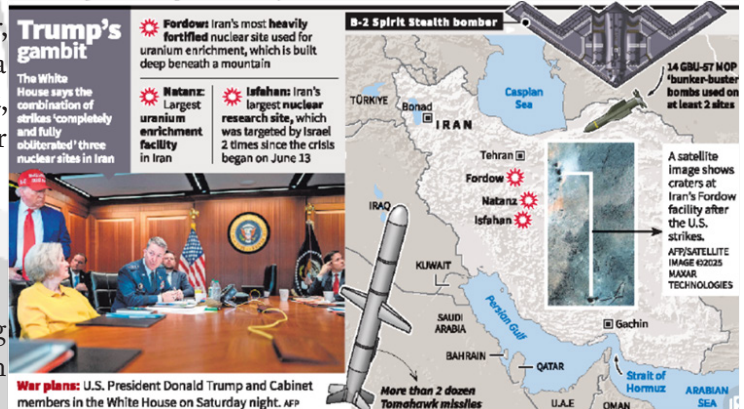 Trump's
gambit
The White
House says the
combination of
strikes 'completely
and fully
obliterated' three
nuclear sites in Iran
Fordow: Iran's most heavily
fortified nuclear site used for
uranium enrichment, which is built
deep beneath a mountain
Natanz:
Largest
uranium
enrichment
facility
in Iran
Isfahan: Iran's
largest nuclear
research site, which
was targeted by Israel
2 times since the crisis
began on June 13
War plans: U.S. President Donald Trump and Cabinet
members in the White House on Saturday night. AFP
B-2 Spirit Stealth bomber
14 GBU-57 MOP
'bunker-buster'
bombs used on
at least 2 sites
TÜRKIYE
Bonad
IRAN
Caspian
Sea
Tehran
Fordow
Natanz
Isfahan
IRAQ
A satellite
image shows
craters at
Iran's Fordow
facility after
the U.S.
strikes.
AFP/SATELLITE
IMAGE ©2025
MAXAR
TECHNOLOGIES
KUWAIT
Persian Gulf
SAUDI
ARABIA
Gachin
BAHRAIN
QATAR
Strait of
Hormuz
U.A.E
OMAN
ARABIAN
SEA
More than 2 dozen
Tomahawk missiles